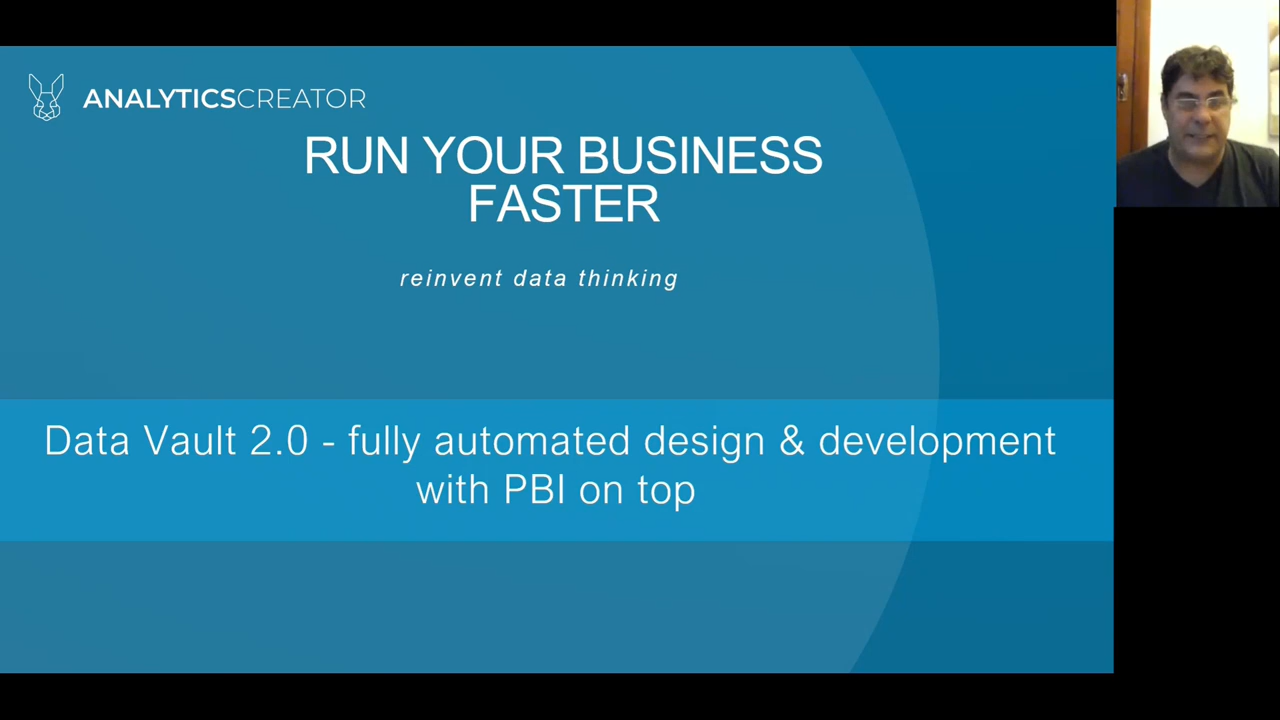 ANALYTICSCREATOR
RUN YOUR BUSINESS
FASTER
reinvent data thinking
Data Vault 2.0 - fully automated design & development
with PBI on top